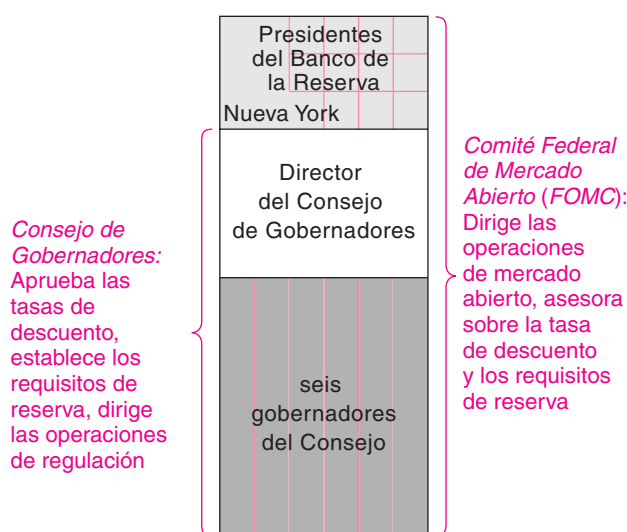 Presidentes
del Banco de
la Reserva
Nueva York
Director
del Consejo
de Gobernadores
seis
gobernadores
del Consejo
Consejo de
Gobernadores:
Aprueba las
tasas de
descuento,
establece los
requisitos de
reserva, dirige
las operaciones
de regulación
Comité Federal
de Mercado
Abierto (FOMC):
Dirige las
operaciones
de mercado
abierto, asesora
sobre la tasa
de descuento
y los requisitos
de reserva